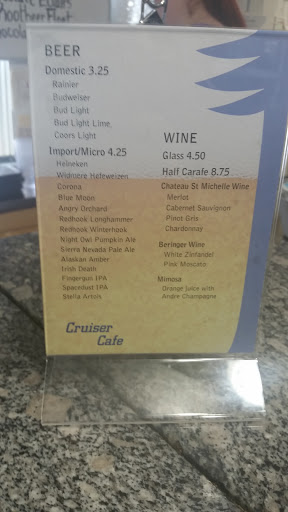 BEER
Domestic 3.25
Rainier
Budweiser
Bud Light
Bud Light Lime
Coors Light
Import/Micro 4.25
Heineken
Widmere Hefeweizen
Corona
Blue Moon
Angry Orchard
Redhook Longhammer
Redhook Winterhook
Night Owl Pumpkin Ale
Sierra Nevada Pale Ale
Alaskan Amber
Irish Death
Fingergun IPA
Spacedust IPA
Stella Artois
WINE
Glass 4.50
Half Carafe 8.75
Chateau St Michelle Wine
Merlot
Cabernet Sauvignon
Pinot Gris
Chardonnay
Beringer Wine
White Zinfandel
Pink Moscato
Mimosa
Orange Juice with
Andre Champagne
Cruiser
Cafe